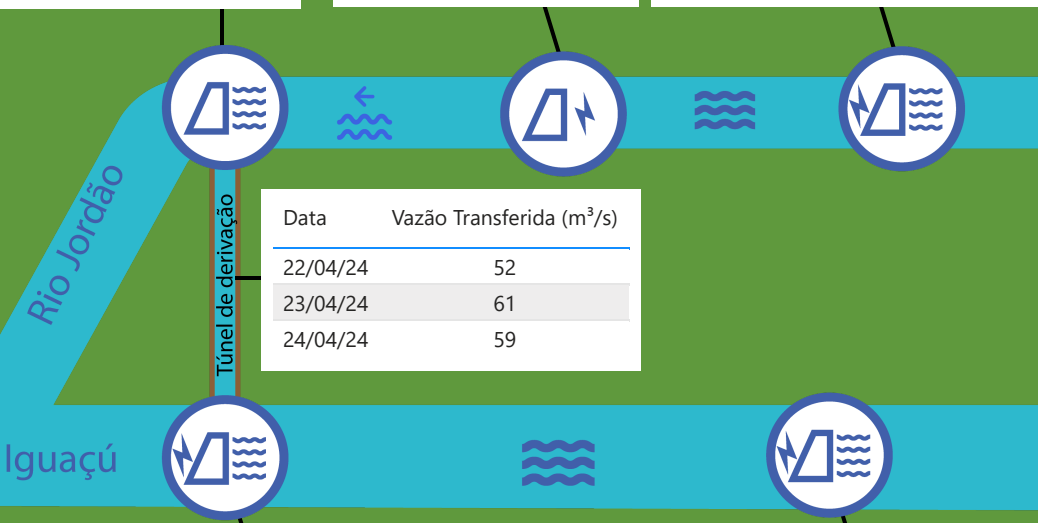 Rio Jordão
Túnel de derivação
Data Vazão Transferida (m³/s)
22/04/24 52
23/04/24 61
24/04/24 59
Iguaçú